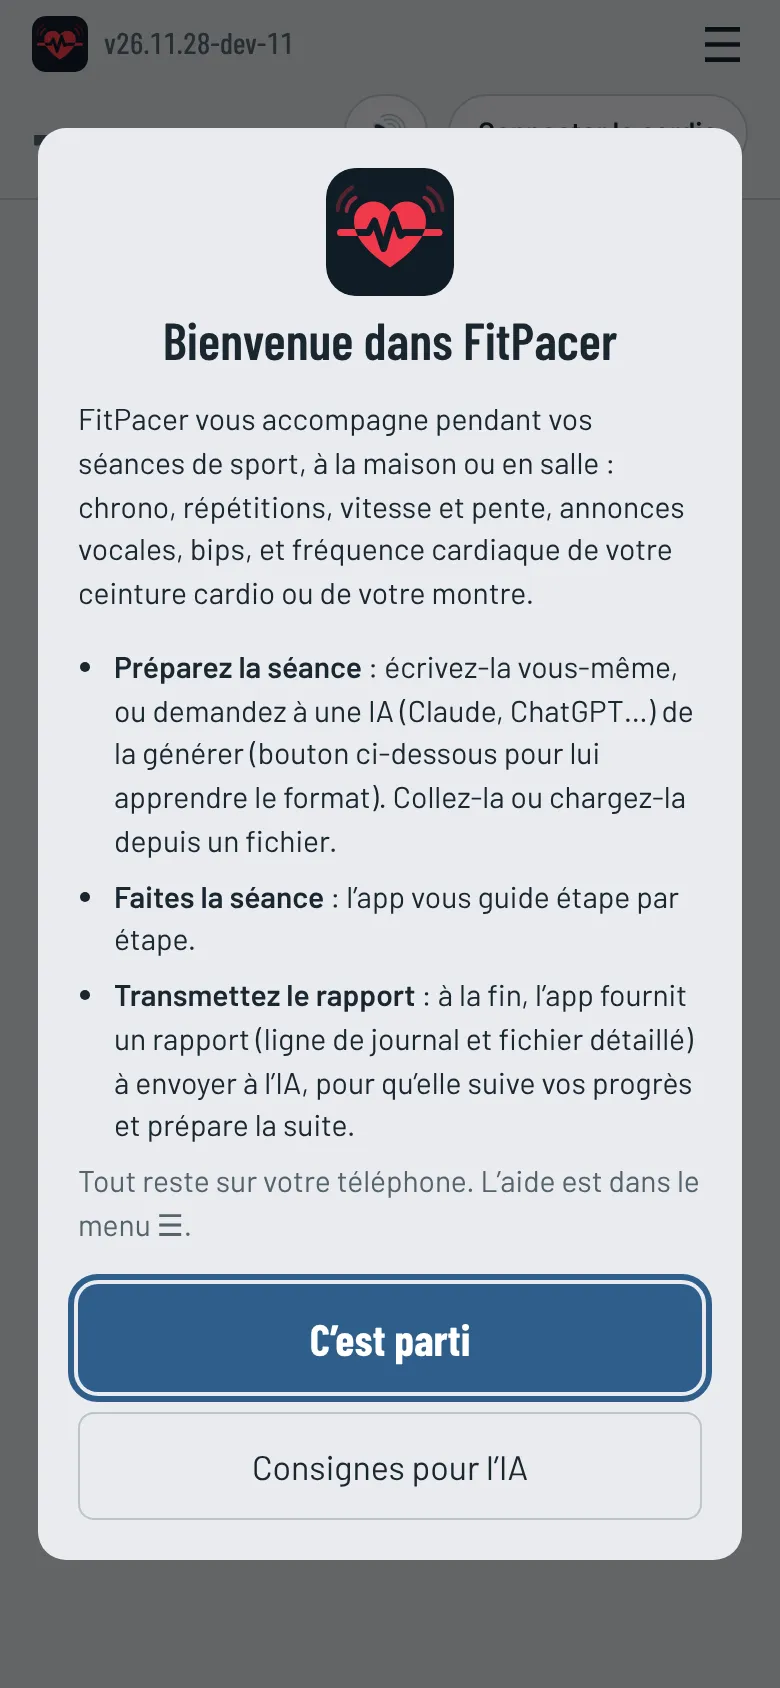 v26.11.28-dev-11
Bienvenue dans FitPacer
FitPacer vous accompagne pendant vos
séances de sport, à la maison ou en salle :
chrono, répétitions, vitesse et pente, annonces
vocales, bips, et fréquence cardiaque de votre
ceinture cardio ou de votre montre.
• Préparez la séance : écrivez-la vous-même,
ou demandez à une IA (Claude, ChatGPT…) de
la générer (bouton ci-dessous pour lui
apprendre le format). Collez-la ou chargez-la
depuis un fichier.
• Faites la séance : l’app vous guide étape par
étape.
• Transmettez le rapport : à la fin, l’app fournit
un rapport (ligne de journal et fichier détaillé)
à envoyer à l’IA, pour qu’elle suive vos progrès
et prépare la suite.
Tout reste sur votre téléphone. L’aide est dans le
menu ☰.
C’est parti
Consignes pour l’IA